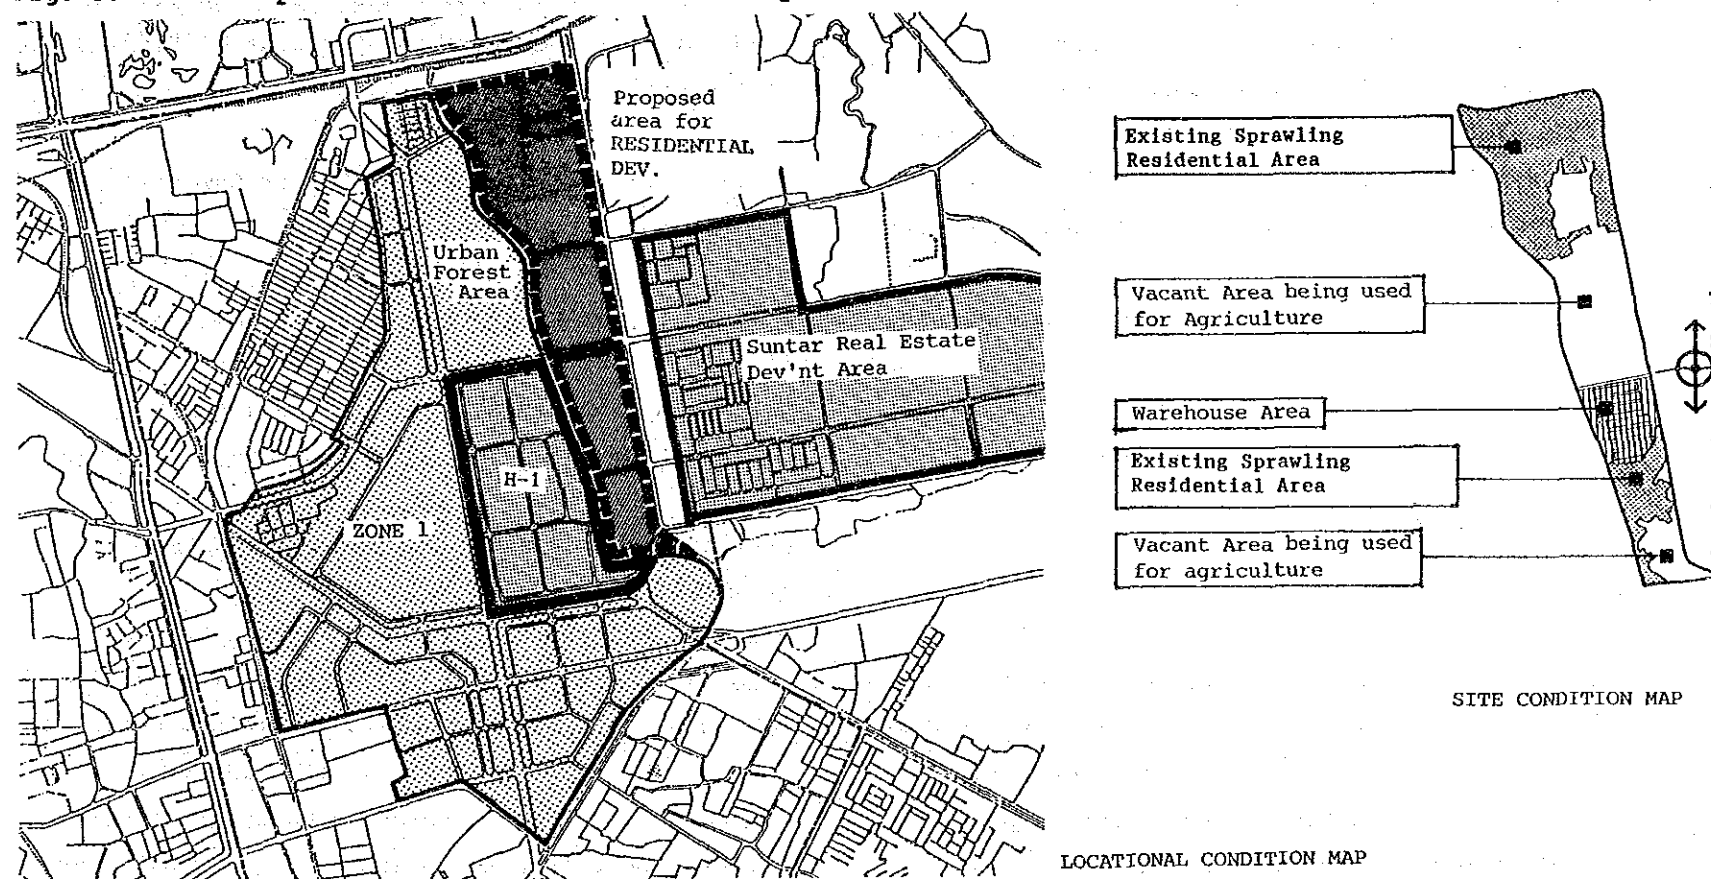 Proposed
area for
RESIDENTIAL
DEV.
Urban
Forest
Area
Suntar Real Estate
Dev'nt Area
H-1
ZONE 1
Existing Sprawling
Residential Area
Vacant Area being used
for Agriculture
Warehouse Area
Existing Sprawling
Residential Area
Vacant Area being used
for agriculture
SITE CONDITION MAP
LOCATIONAL CONDITION MAP